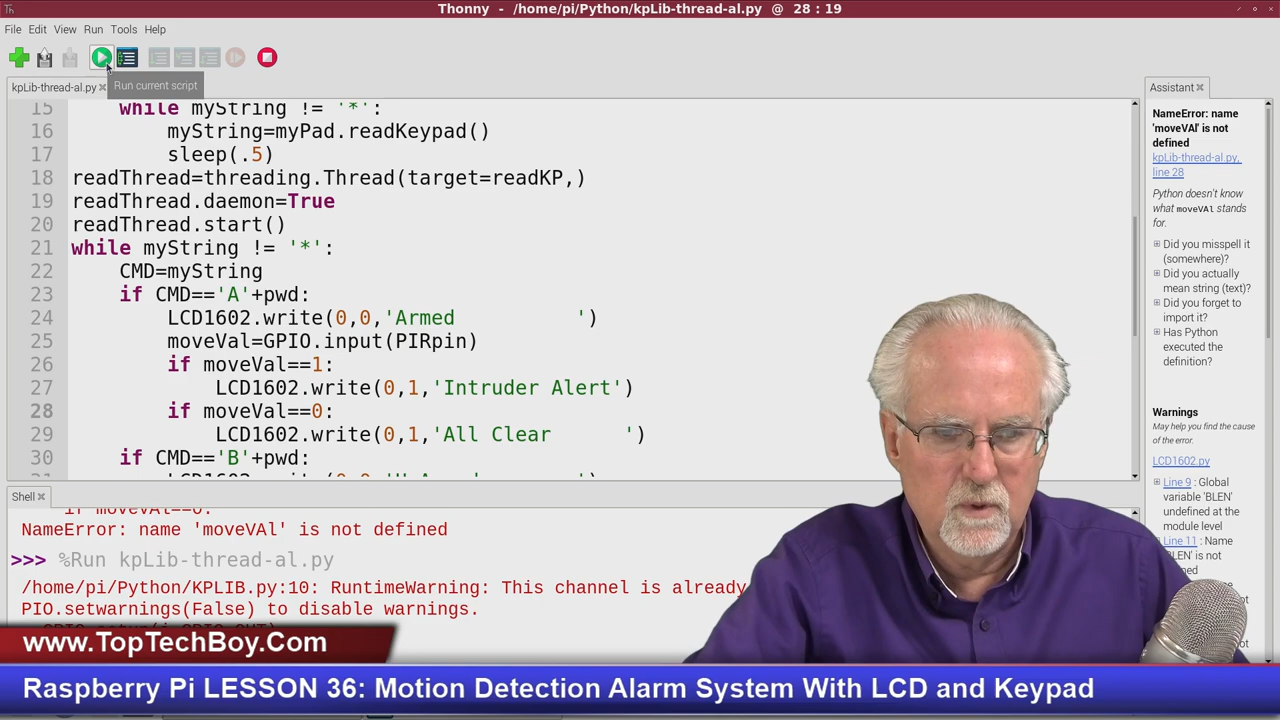 Thonny - /home/pi/Python/kpLib-thread-al.py @ 28 : 19
File Edit View Run Tools Help
kpLib-thread-al.py
Run current script
15 while myString != '*':
16 myString=myPad.readKeypad()
17 sleep(.5)
18 readThread=threading.Thread(target=readKP,)
19 readThread.daemon=True
20 readThread.start()
21 while myString != '*':
22 CMD=myString
23 if CMD=='A'+pwd:
24 LCD1602.write(0,0,'Armed          ')
25 moveVal=GPIO.input(PIRpin)
26 if moveVal==1:
27 LCD1602.write(0,1,'Intruder Alert')
28 if moveVal==0:
29 LCD1602.write(0,1,'All Clear      ')
30 if CMD=='B'+pwd:
Shell
NameError: name 'moveVAl' is not defined
>>> %Run kpLib-thread-al.py
/home/pi/Python/KPLIB.py:10: RuntimeWarning: This channel is already
PIO.setwarnings(False) to disable warnings.
Assistant
NameError: name
'moveVAl' is not
defined
kpLib-thread-al.py,
line 28
Python doesn't know
what moveVAl stands
for.
Did you misspell it
(somewhere)?
Did you actually
mean string (text)?
Did you forget to
import it?
Has Python
executed the
definition?
Warnings
May help you find the cause
of the error.
LCD1602.py
Line 9 : Global
variable 'BLEN'
undefined at the
module level
Line 11 : Name
www.TopTechBoy.Com
Raspberry Pi LESSON 36: Motion Detection Alarm System With LCD and Keypad